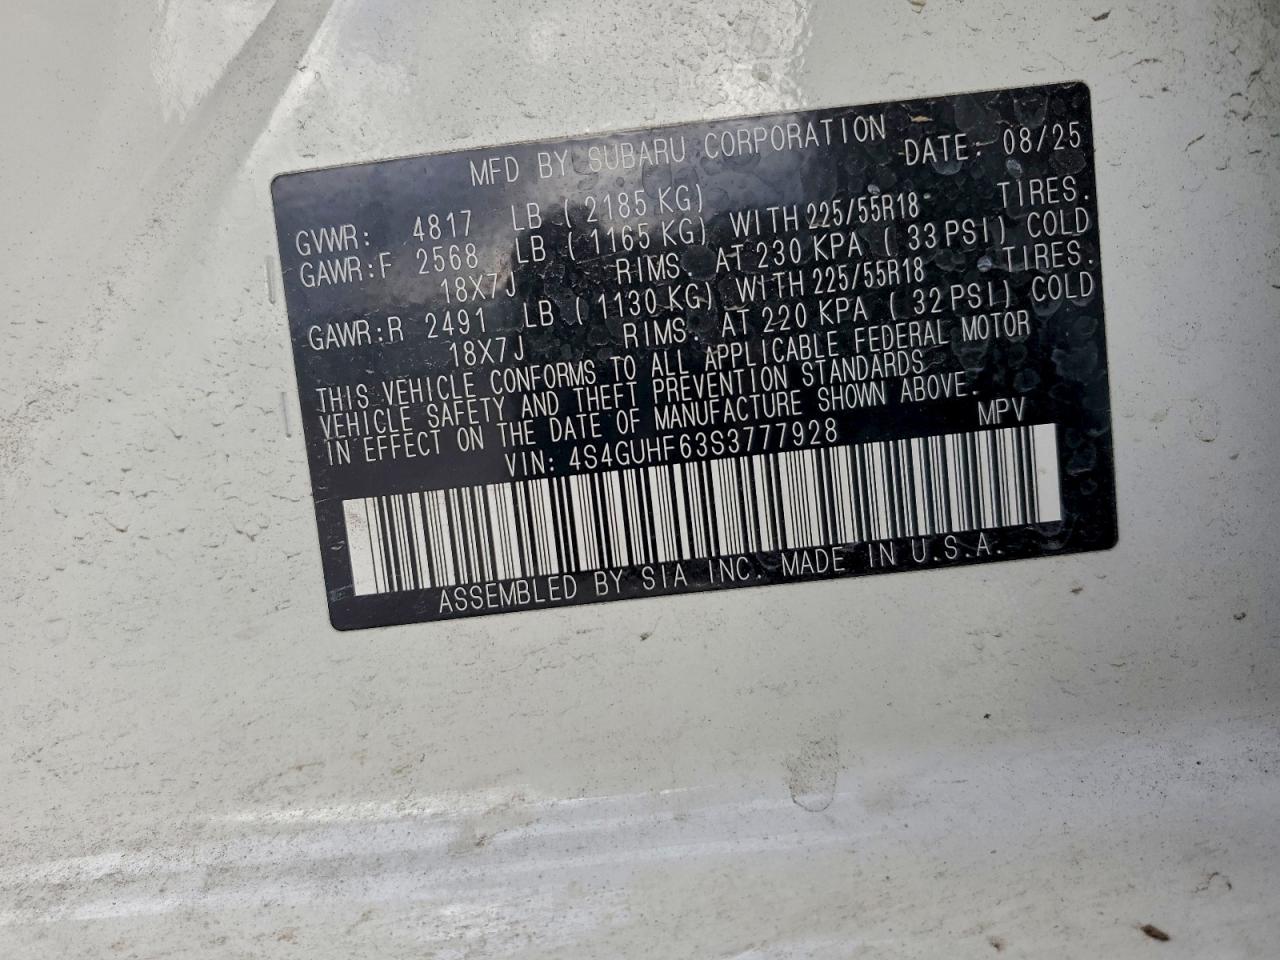 MFD BY SUBARU CORPORATION DATE: 08/25
GVWR: 4817 LB ( 2185 KG)
GAWR:F 2568 LB ( 1165 KG) WITH 225/55R18 TIRES.
18X7J RIMS. AT 230 KPA ( 33 PSI) COLD
GAWR:R 2491 LB ( 1130 KG) WITH 225/55R18 TIRES.
18X7J RIMS. AT 220 KPA ( 32 PSI) COLD
THIS VEHICLE CONFORMS TO ALL APPLICABLE FEDERAL MOTOR
VEHICLE SAFETY AND THEFT PREVENTION STANDARDS
IN EFFECT ON THE DATE OF MANUFACTURE SHOWN ABOVE.
VIN: 4S4GUHF63S3777928 MPV
ASSEMBLED BY SIA INC. MADE IN U.S.A.